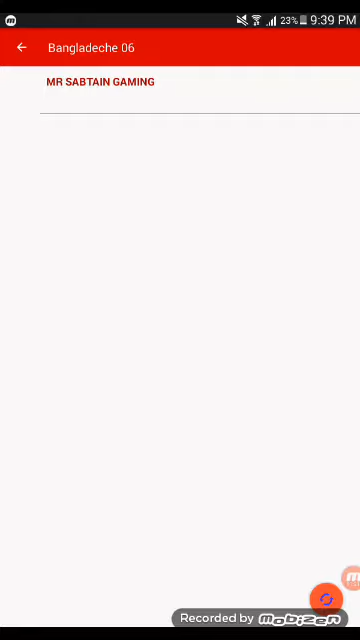 23% 9:39 PM
Bangladeche 06
MR SABTAIN GAMING
Recorded by mobizen